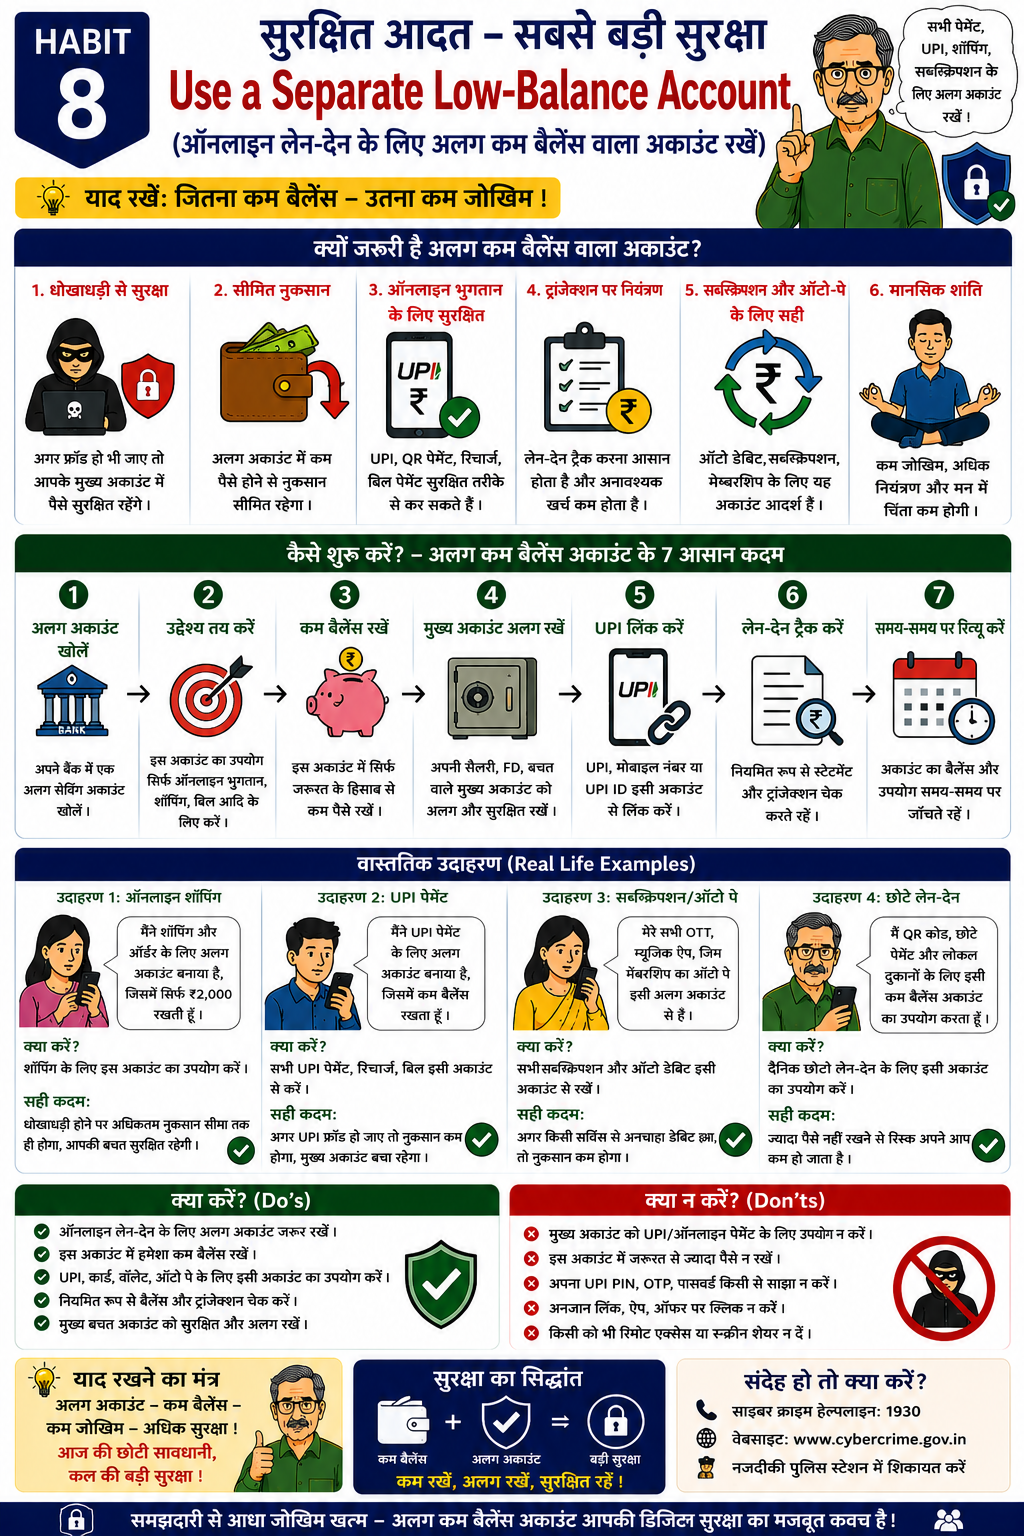 HABIT
8
सुरक्षित आदत – सबसे बड़ी सुरक्षा
Use a Separate Low-Balance Account
(ऑनलाइन लेन-देन के लिए अलग कम बैलेंस वाला अकाउंट रखें)
सभी पेमेंट,
UPI, शॉपिंग,
सब्स्क्रिपशन के
लिए अलग अकाउंट
रखें !
याद रखें: जितना कम बैलेंस – उतना कम जोखिम !
क्यों जरूरी है अलग कम बैलेंस वाला अकाउंट?
1. धोखाधड़ी से सुरक्षा
अगर फ्रॉड हो भी जाए तो
आपके मुख्य अकाउंट में
पैसे सुरक्षित रहेंगे ।
2. सीमित नुकसान
अलग अकाउंट में कम
पैसे होने से नुकसान
सीमित रहेगा ।
3. ऑनलाइन भुगतान
के लिए सुरक्षित
UPI
₹
UPI, QR पेमेंट, रिचार्ज,
बिल पेमेंट सुरक्षित तरीके
से कर सकते हैं ।
4. ट्रांजेक्शन पर नियंत्रण
₹
लेन-देन ट्रैक करना आसान
होता है और अनावश्यक
खर्च कम होता है ।
5. सब्स्क्रिपशन और ऑटो-पे
के लिए सही
₹
ऑटो डेबिट, सब्स्क्रिपशन,
मेम्बरशिप के लिए यह
अकाउंट आदर्श हैं ।
6. मानसिक शांति
कम जोखिम, अधिक
नियंत्रण और मन में
चिंता कम होगी ।
कैसे शुरू करें? – अलग कम बैलेंस अकाउंट के 7 आसान कदम
1
अलग अकाउंट
खोलें
BANK
अपने बैंक में एक
अलग सेविंग अकाउंट
खोलें ।
2
उद्देश्य तय करें
इस अकाउंट का उपयोग
सिर्फ ऑनलाइन भुगतान,
शॉपिंग, बिल आदि के
लिए करें ।
3
कम बैलेंस रखें
₹
इस अकाउंट में सिर्फ
जरूरत के हिसाब से
कम पैसे रखें ।
4
मुख्य अकाउंट अलग रखें
अपनी सैलरी, FD, बचत
वाले मुख्य अकाउंट को
अलग और सुरक्षित रखें ।
5
UPI लिंक करें
UPI
UPI, मोबाइल नंबर या
UPI ID इसी अकाउंट
से लिंक करें ।
6
लेन-देन ट्रैक करें
₹
नियमित रूप से स्टेटमेंट
और ट्रांजेक्शन चेक
करते रहें ।
7
समय-समय पर रिव्यू करें
अकाउंट का बैलेंस और
उपयोग समय-समय पर
जाँचते रहें ।
वास्ततिक उदाहरण (Real Life Examples)
उदाहरण 1: ऑनलाइन शॉपिंग
मैंने शॉपिंग और
ऑर्डर के लिए अलग
अकाउंट बनाया है,
जिसमें सिर्फ ₹2,000
रखती हूँ ।
क्या करें?
शॉपिंग के लिए इस अकाउंट का उपयोग करें ।
सही कदम:
धोखाधड़ी होने पर अधिकतम नुकसान सीमा तक
ही होगा, आपकी बचत सुरक्षित रहेगी ।
उदाहरण 2: UPI पेमेंट
मैंने UPI पेमेंट
के लिए अलग
अकाउंट बनाया है,
जिसमें कम बैलेंस
रखता हूँ ।
क्या करें?
सभी UPI पेमेंट, रिचार्ज, बिल इसी अकाउंट
से करें ।
सही कदम:
अगर UPI फ्रॉड हो जाए तो नुकसान कम
होगा, मुख्य अकाउंट बचा रहेगा ।
उदाहरण 3: सब्स्क्रिपशन/ऑटो पे
मेरे सभी OTT,
म्यूजिक ऐप, जिम
मेंबरशिप का ऑटो पे
इसी अलग अकाउंट
से है ।
क्या करें?
सभी सब्स्क्रिपशन और ऑटो डेबिट इसी
अकाउंट से रखें ।
सही कदम:
अगर किसी सर्विस से अनचाहा डेबिट
तो नुकसान कम होगा ।
उदाहरण 4: छोटे लेन-देन
मैं QR कोड, छोटे
पेमेंट और लोकल
दुकानों के लिए इसी
कम बैलेंस अकाउंट
का उपयोग करता हूँ ।
क्या करें?
दैनिक छोटो लेन-देन के लिए इसी अकाउंट
का उपयोग करें ।
सही कदम:
ज्यादा पैसे नहीं रखने से रिस्क अपने आप
कम हो जाता है ।
क्या करें? (Do's)
ऑनलाइन लेन-देन के लिए अलग अकाउंट जरूर रखें ।
इस अकाउंट में हमेशा कम बैलेंस रखें ।
UPI, कार्ड, वॉलेट, ऑटो पे के लिए इसी अकाउंट का उपयोग करें ।
नियमित रूप से बैलेंस और ट्रांजेक्शन चेक करें ।
मुख्य बचत अकाउंट को सुरक्षित और अलग रखें ।
क्या न करें? (Don'ts)
मुख्य अकाउंट को UPI/ऑनलाइन पेमेंट के लिए उपयोग न करें ।
इस अकाउंट में जरूरत से ज्यादा पैसे न रखें ।
अपना UPI PIN, OTP, पासवर्ड किसी से साझा न करें ।
अनजान लिंक, ऐप, ऑफर पर क्लिक न करें ।
किसी को भी रिमोट एक्सेस या स्क्रीन शेयर न दें ।
याद रखने का मंत्र
अलग अकाउंट – कम बैलेंस –
कम जोखिम – अधिक सुरक्षा !
आज की छोटी सावधानी,
कल की बड़ी सुरक्षा !
सुरक्षा का सिद्धांत
+
=
कम बैलेंस
अलग अकाउंट
बड़ी सुरक्षा
कम रखें, अलग रखें, सुरक्षित रहें !
संदेह हो तो क्या करें?
साइबर क्राइम हेल्पलाइन: 1930
वेबसाइट: www.cybercrime.gov.in
नजदीकी पुलिस स्टेशन में शिकायत करें
समझदारी से आधा जोखिम खत्म – अलग कम बैलेंस अकाउंट आपकी डिजिटल सुरक्षा का मजबूत कवच है !